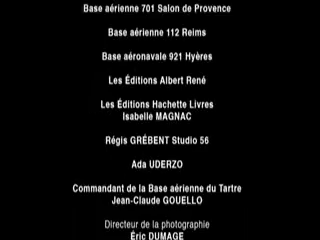 Base aérienne 701 Salon de Provence
Base aérienne 112 Reims
Base aéronavale 921 Hyères
Les Éditions Albert René
Les Éditions Hachette Livres
Isabelle MAGNAC
Régis GRÉBENT Studio 56
Ada UDERZO
Commandant de la Base aérienne du Tartre
Jean-Claude GOUELLO
Directeur de la photographie
Éric DUMAGE